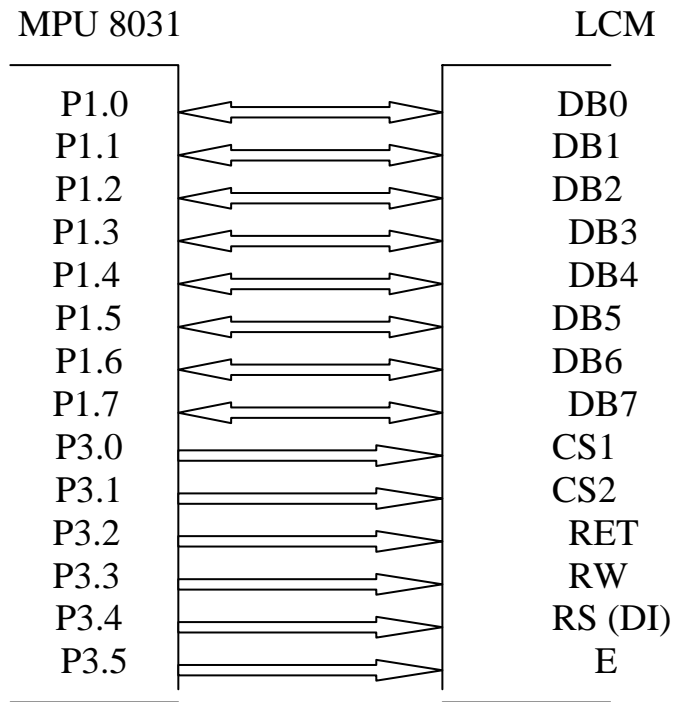 MPU 8031 LCM
P1.0 DB0
P1.1 DB1
P1.2 DB2
P1.3 DB3
P1.4 DB4
P1.5 DB5
P1.6 DB6
P1.7 DB7
P3.0 CS1
P3.1 CS2
P3.2 RET
P3.3 RW
P3.4 RS (DI)
P3.5 E